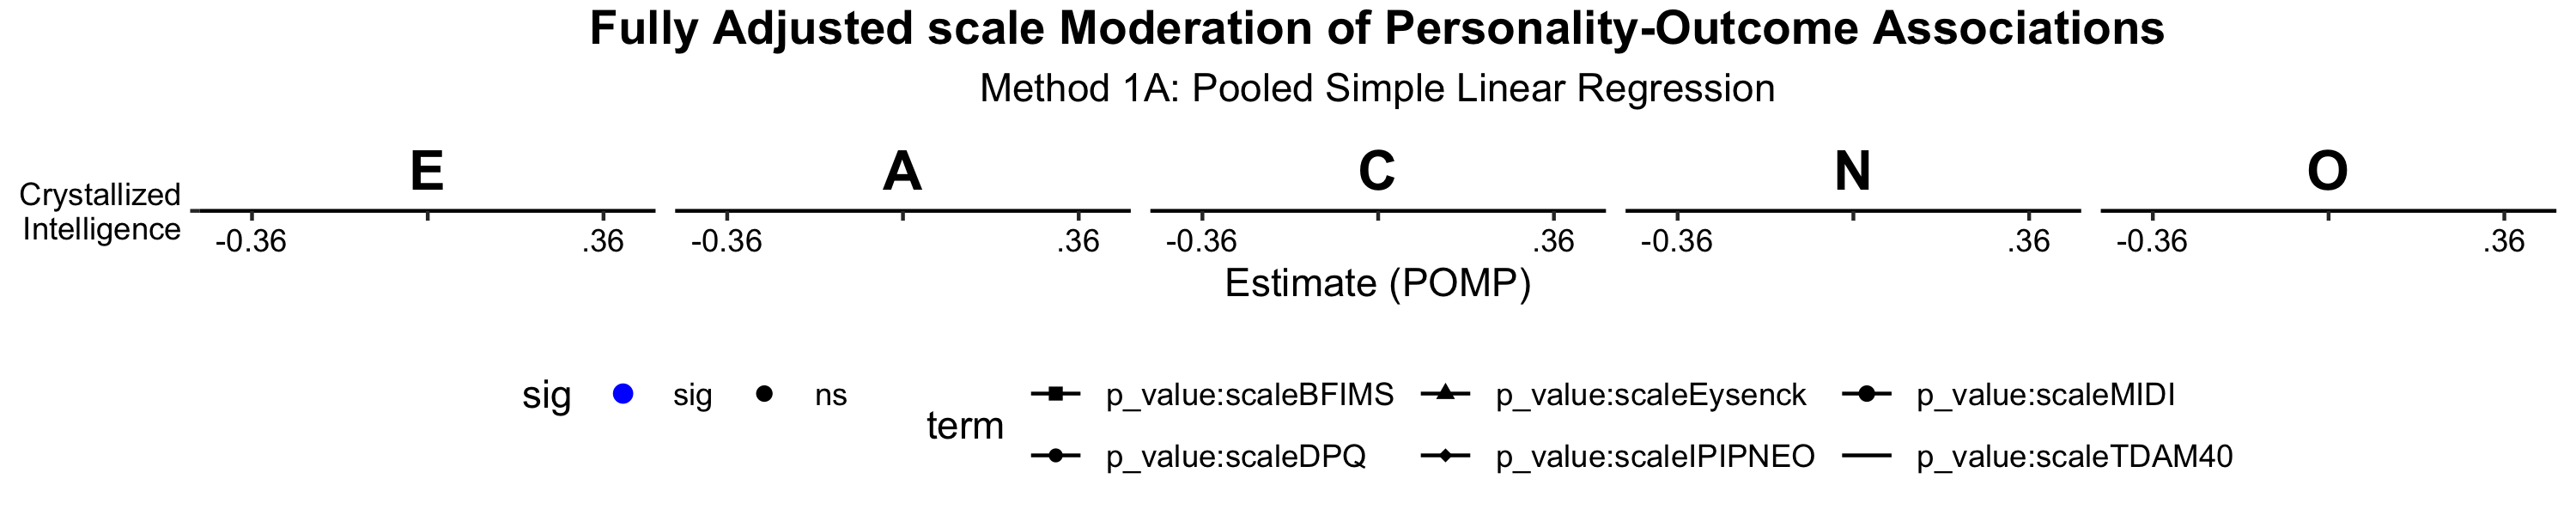 Fully Adjusted scale Moderation of Personality-Outcome Associations
Method 1A: Pooled Simple Linear Regression
E A C N O
Crystallized
Intelligence
-0.36 .36 -0.36 .36 -0.36 .36 -0.36 .36 -0.36 .36
Estimate (POMP)
sig sig ns
term
p_value:scaleBFIMS p_value:scaleEysenck p_value:scaleMIDI
p_value:scaleDPQ p_value:scaleIPIPNEO p_value:scaleTDAM40